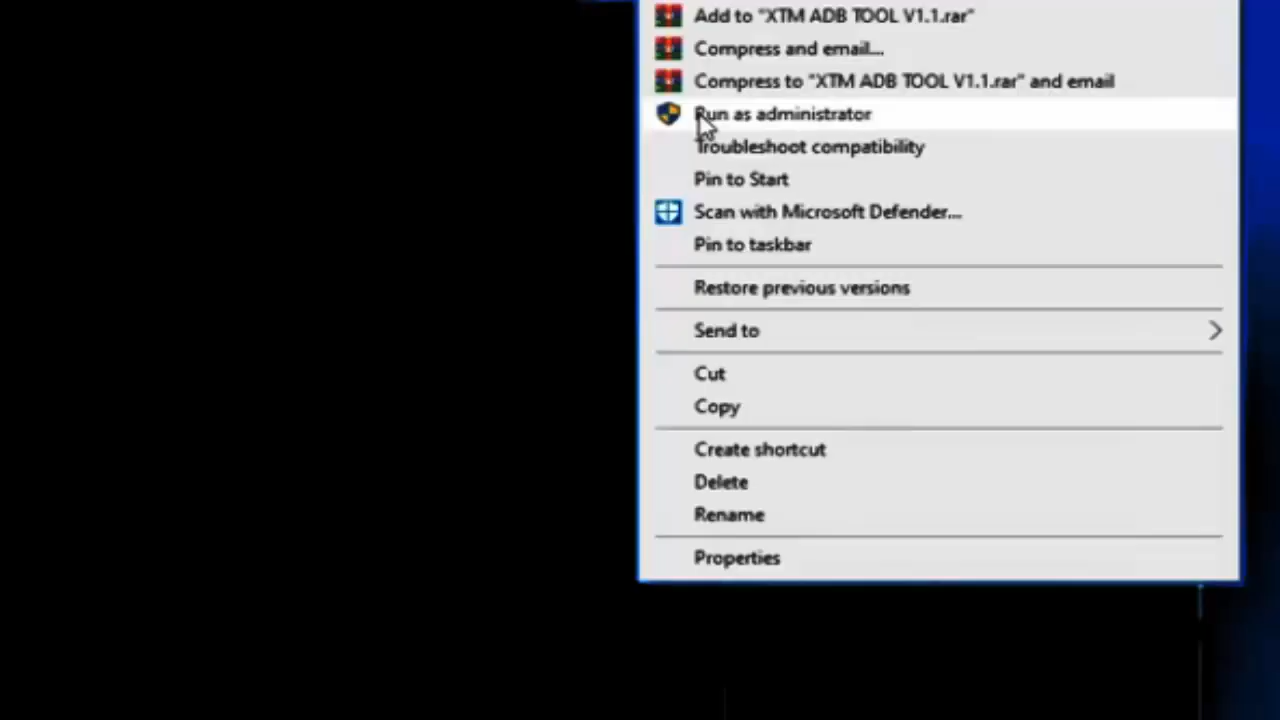 Add to "XTM ADB TOOL V1.1.rar"
Compress and email...
Compress to "XTM ADB TOOL V1.1.rar" and email
Run as administrator
Troubleshoot compatibility
Pin to Start
Scan with Microsoft Defender...
Pin to taskbar
Restore previous versions
Send to
Cut
Copy
Create shortcut
Delete
Rename
Properties